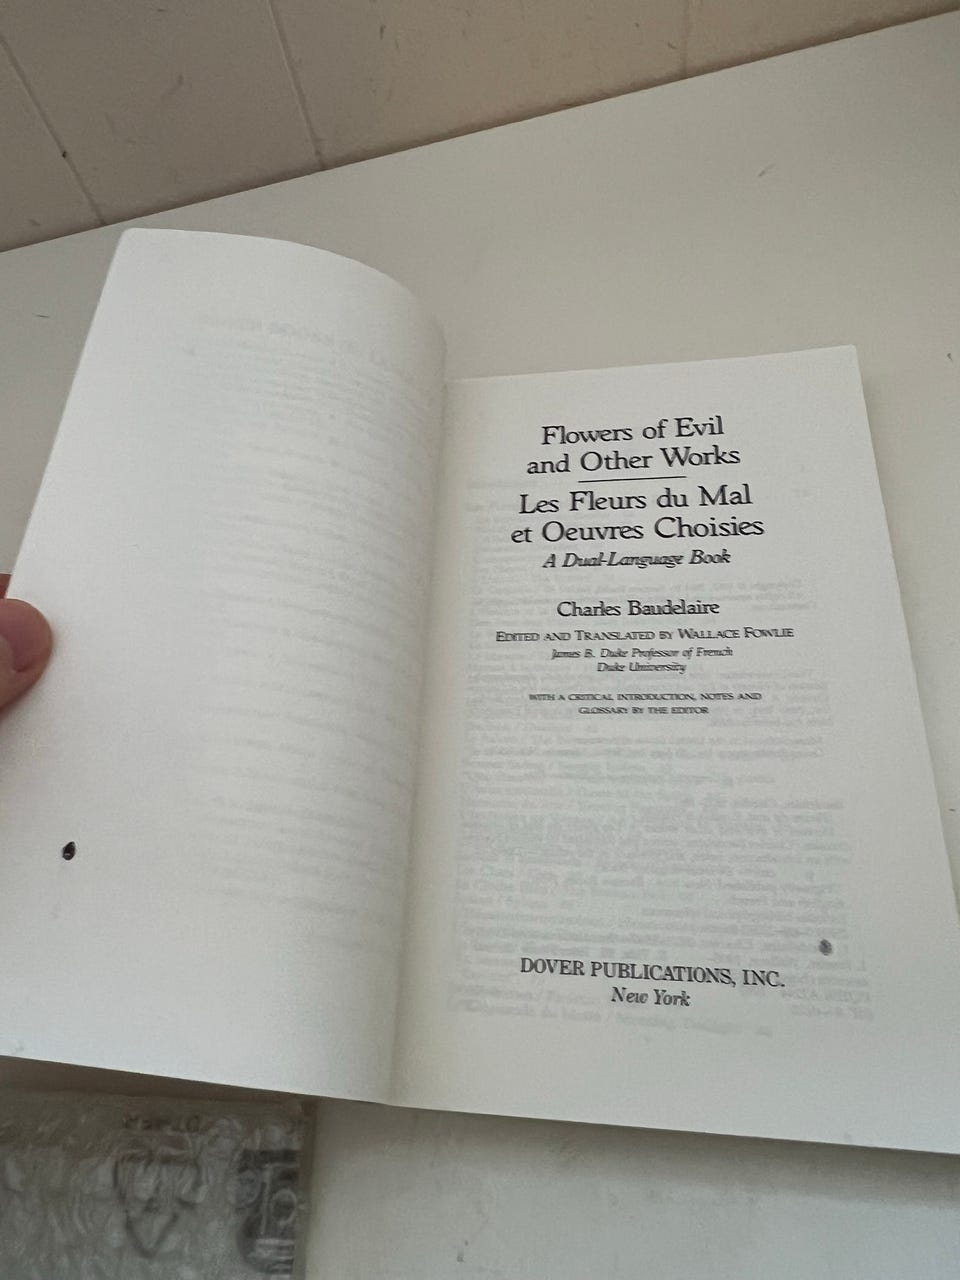 Flowers of Evil
and Other Works
Les Fleurs du Mal
et Oeuvres Choisies
A Dual-Language Book
Charles Baudelaire
EDITED AND TRANSLATED BY WALLACE FOWLIE
James B. Duke Professor of French
Duke University
WITH A CRITICAL INTRODUCTION, NOTES AND
GLOSSARY BY THE EDITOR
DOVER PUBLICATIONS, INC.
New York